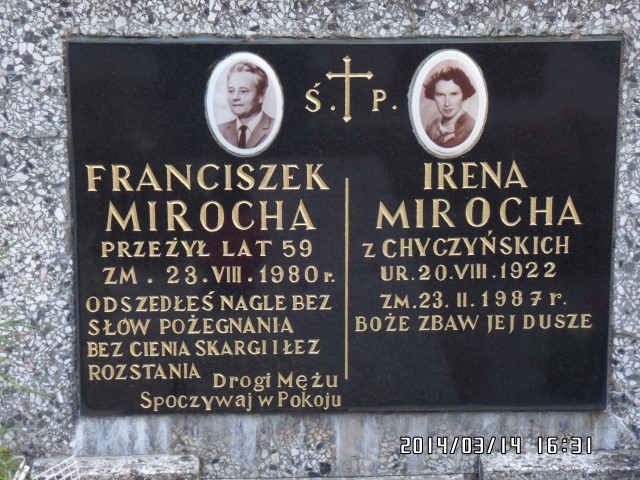 Ś. P.
FRANCISZEK
MIROCHA
PRZEŻYŁ LAT 59
ZM. 23.VIII.1980r.
ODSZEDŁEŚ NAGLE BEZ
SŁÓW POŻEGNANIA
BEZ CIENIA SKARGI I ŁEZ
ROZSTANIA
Drogi Mężu
Spoczywaj w Pokoju
IRENA
MIROCHA
z CHYCZYŃSKICH
UR. 20.VIII.1922
ZM. 23.II.1987r.
BOŻE ZBAW JEJ DUSZE
2014/03/14 16:31